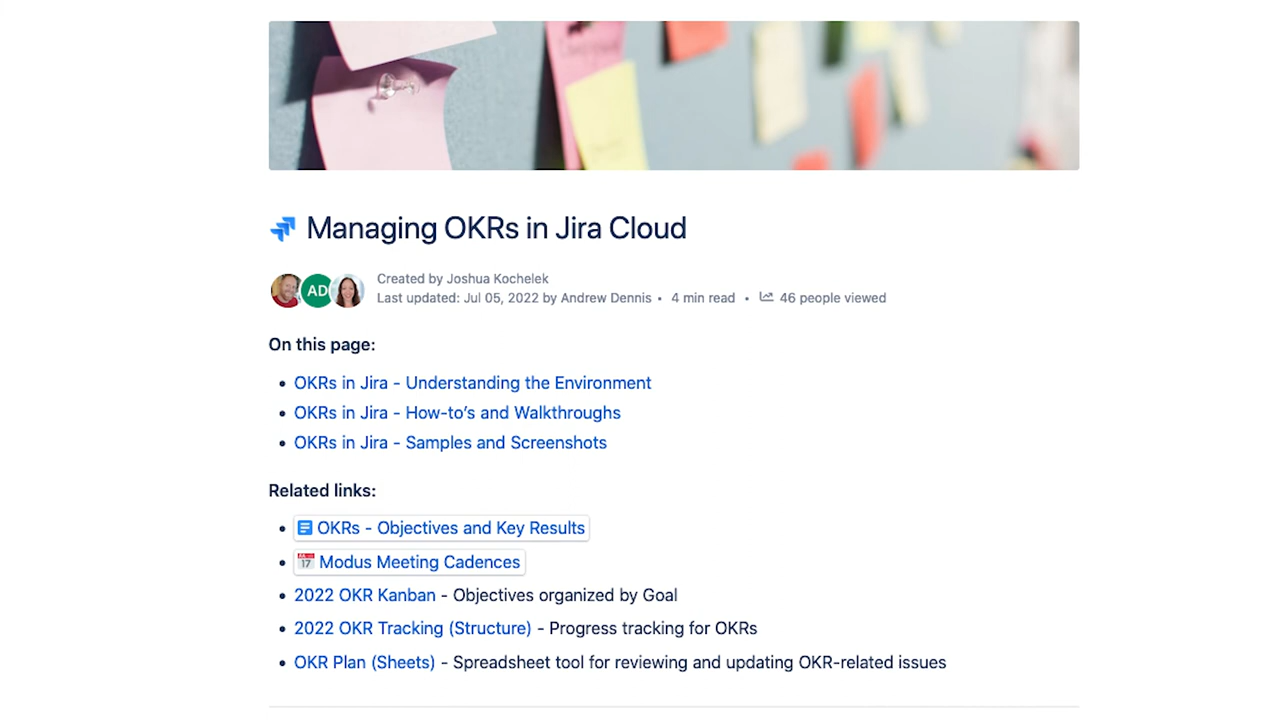 Managing OKRs in Jira Cloud
AD
Created by Joshua Kochelek
Last updated: Jul 05, 2022 by Andrew Dennis • 4 min read • 46 people viewed
On this page:
• OKRs in Jira - Understanding the Environment
• OKRs in Jira - How-to’s and Walkthroughs
• OKRs in Jira - Samples and Screenshots
Related links:
• OKRs - Objectives and Key Results
• 17 Modus Meeting Cadences
• 2022 OKR Kanban - Objectives organized by Goal
• 2022 OKR Tracking (Structure) - Progress tracking for OKRs
• OKR Plan (Sheets) - Spreadsheet tool for reviewing and updating OKR-related issues